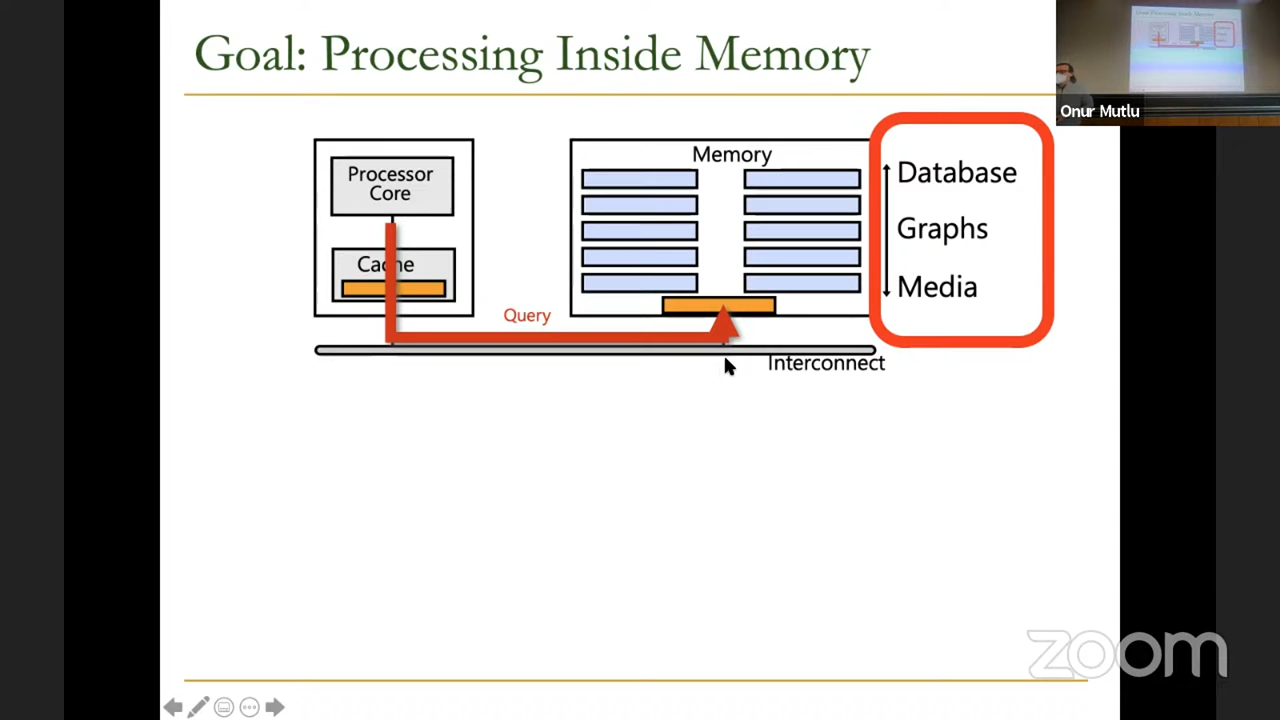 Goal: Processing Inside Memory
Onur Mutlu
Processor
Core
Cache
Memory
Database
Graphs
Media
Query
Interconnect
zoom